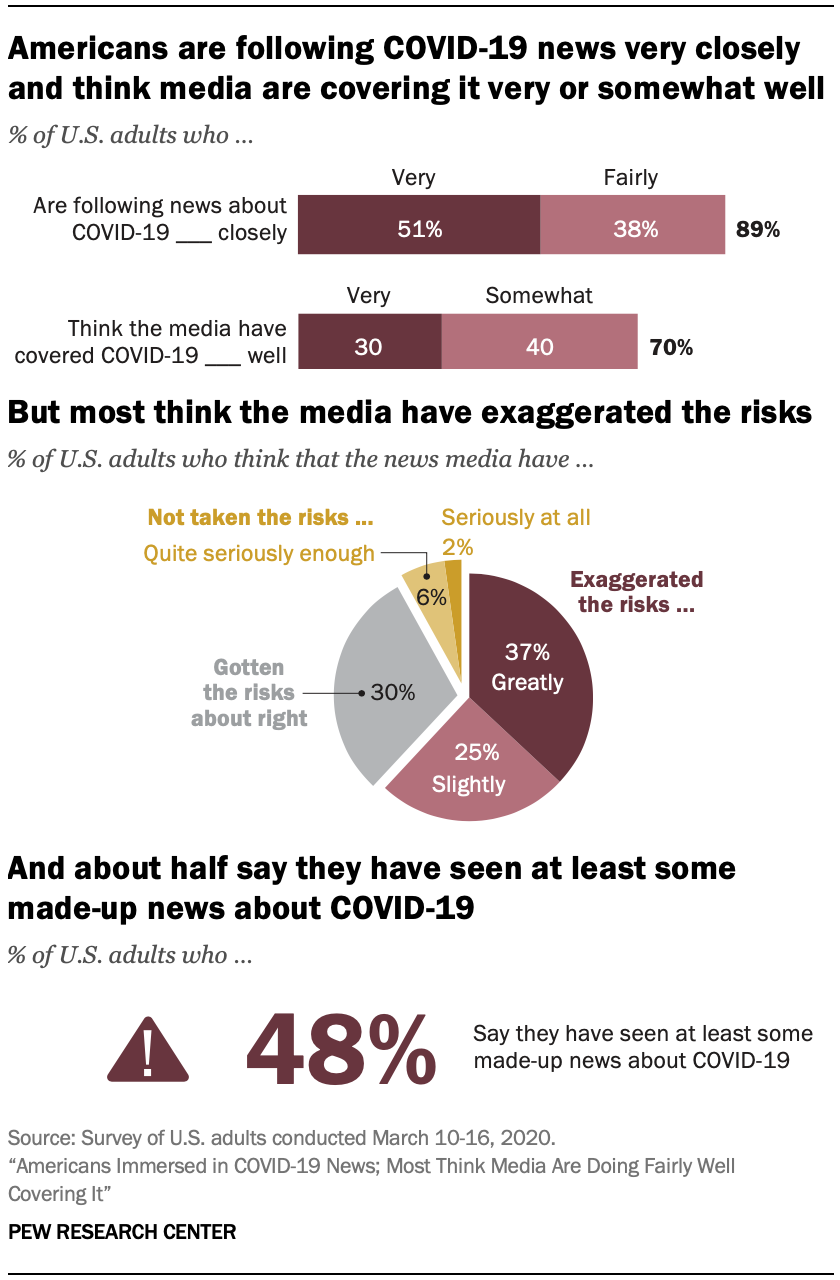 Americans are following COVID-19 news very closely
and think media are covering it very or somewhat well
% of U.S. adults who ...
Very Fairly
Are following news about
COVID-19 ___ closely
51% 38% 89%
Very Somewhat
Think the media have
covered COVID-19 ___ well
30 40 70%
But most think the media have exaggerated the risks
% of U.S. adults who think that the news media have ...
Not taken the risks ...
Seriously at all
2%
Quite seriously enough
6%
Exaggerated
the risks ...
37%
Greatly
Gotten
the risks
about right
30%
25%
Slightly
And about half say they have seen at least some
made-up news about COVID-19
% of U.S. adults who ...
!
48%
Say they have seen at least some
made-up news about COVID-19
Source: Survey of U.S. adults conducted March 10-16, 2020.
“Americans Immersed in COVID-19 News; Most Think Media Are Doing Fairly Well
Covering It”
PEW RESEARCH CENTER